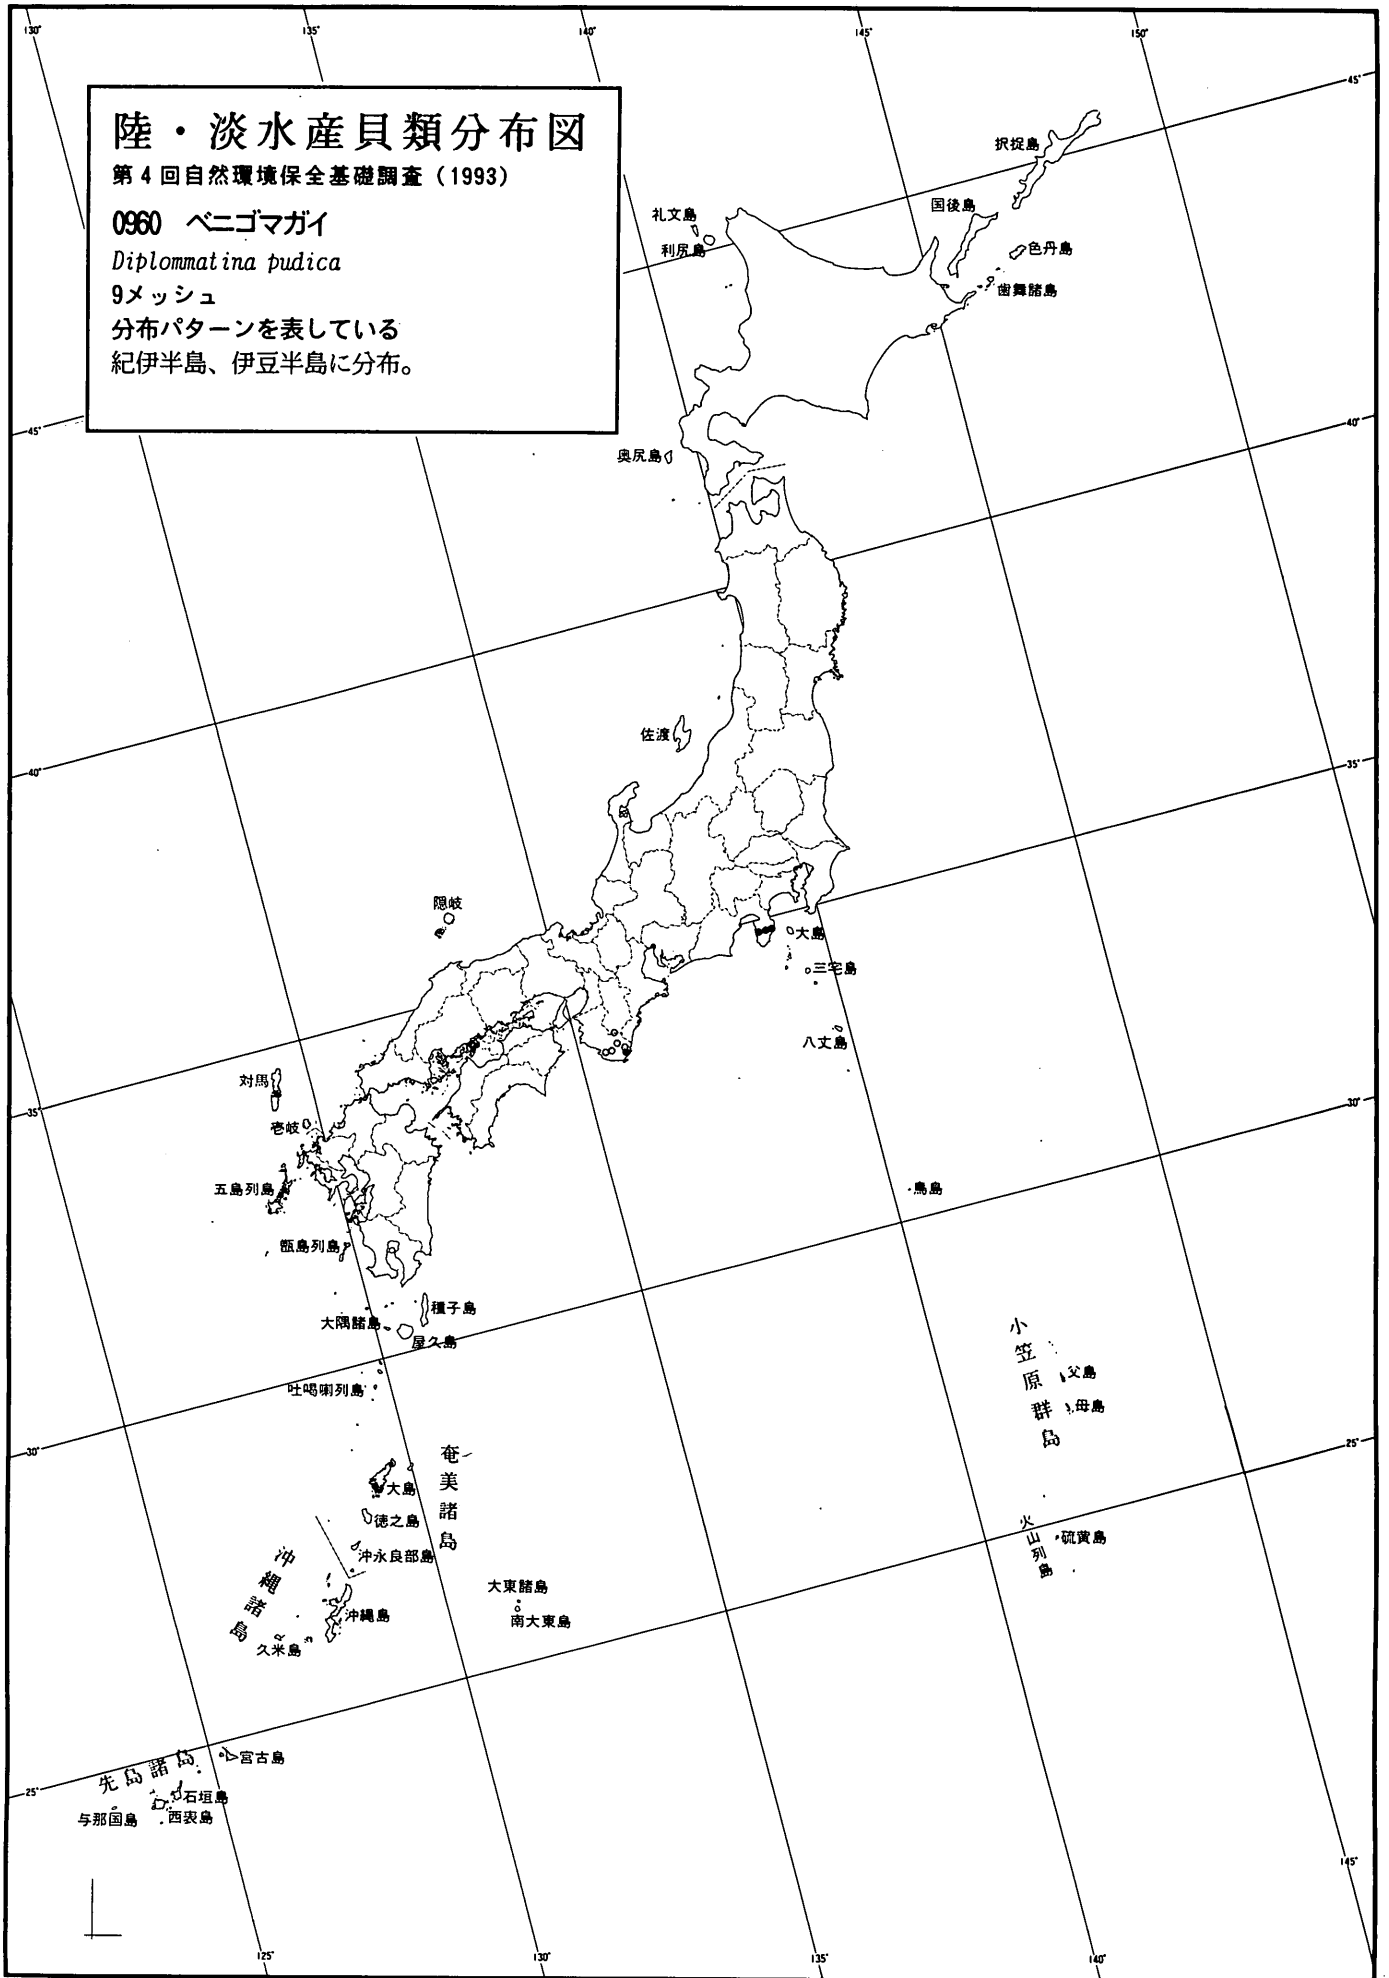 130°
135°
140°
145°
150°
陸・淡水産貝類分布図
第4回自然環境保全基礎調査(1993)
0960 ベニゴマガイ
Diplommatina pudica
9メッシュ
分布パターンを表している
紀伊半島、伊豆半島に分布。
45°
択捉島
国後島
色丹島
歯舞諸島
礼文島
利尻島
45°
40°
奥尻島
佐渡
40°
35°
隠岐
大島
三宅島
八丈島
対馬
35°
壱岐
30°
五島列島
鳥島
甑島列島
種子島
大隅諸島
屋久島
吐噶喇列島
小笠原群島
父島
母島
30°
25°
奄美諸島
大島
徳之島
沖永良部島
沖縄諸島
沖縄島
久米島
大東諸島
南大東島
火山列島
硫黄島
先島諸島
宮古島
25°
石垣島
与那国島
西表島
145°
125°
130°
135°
140°